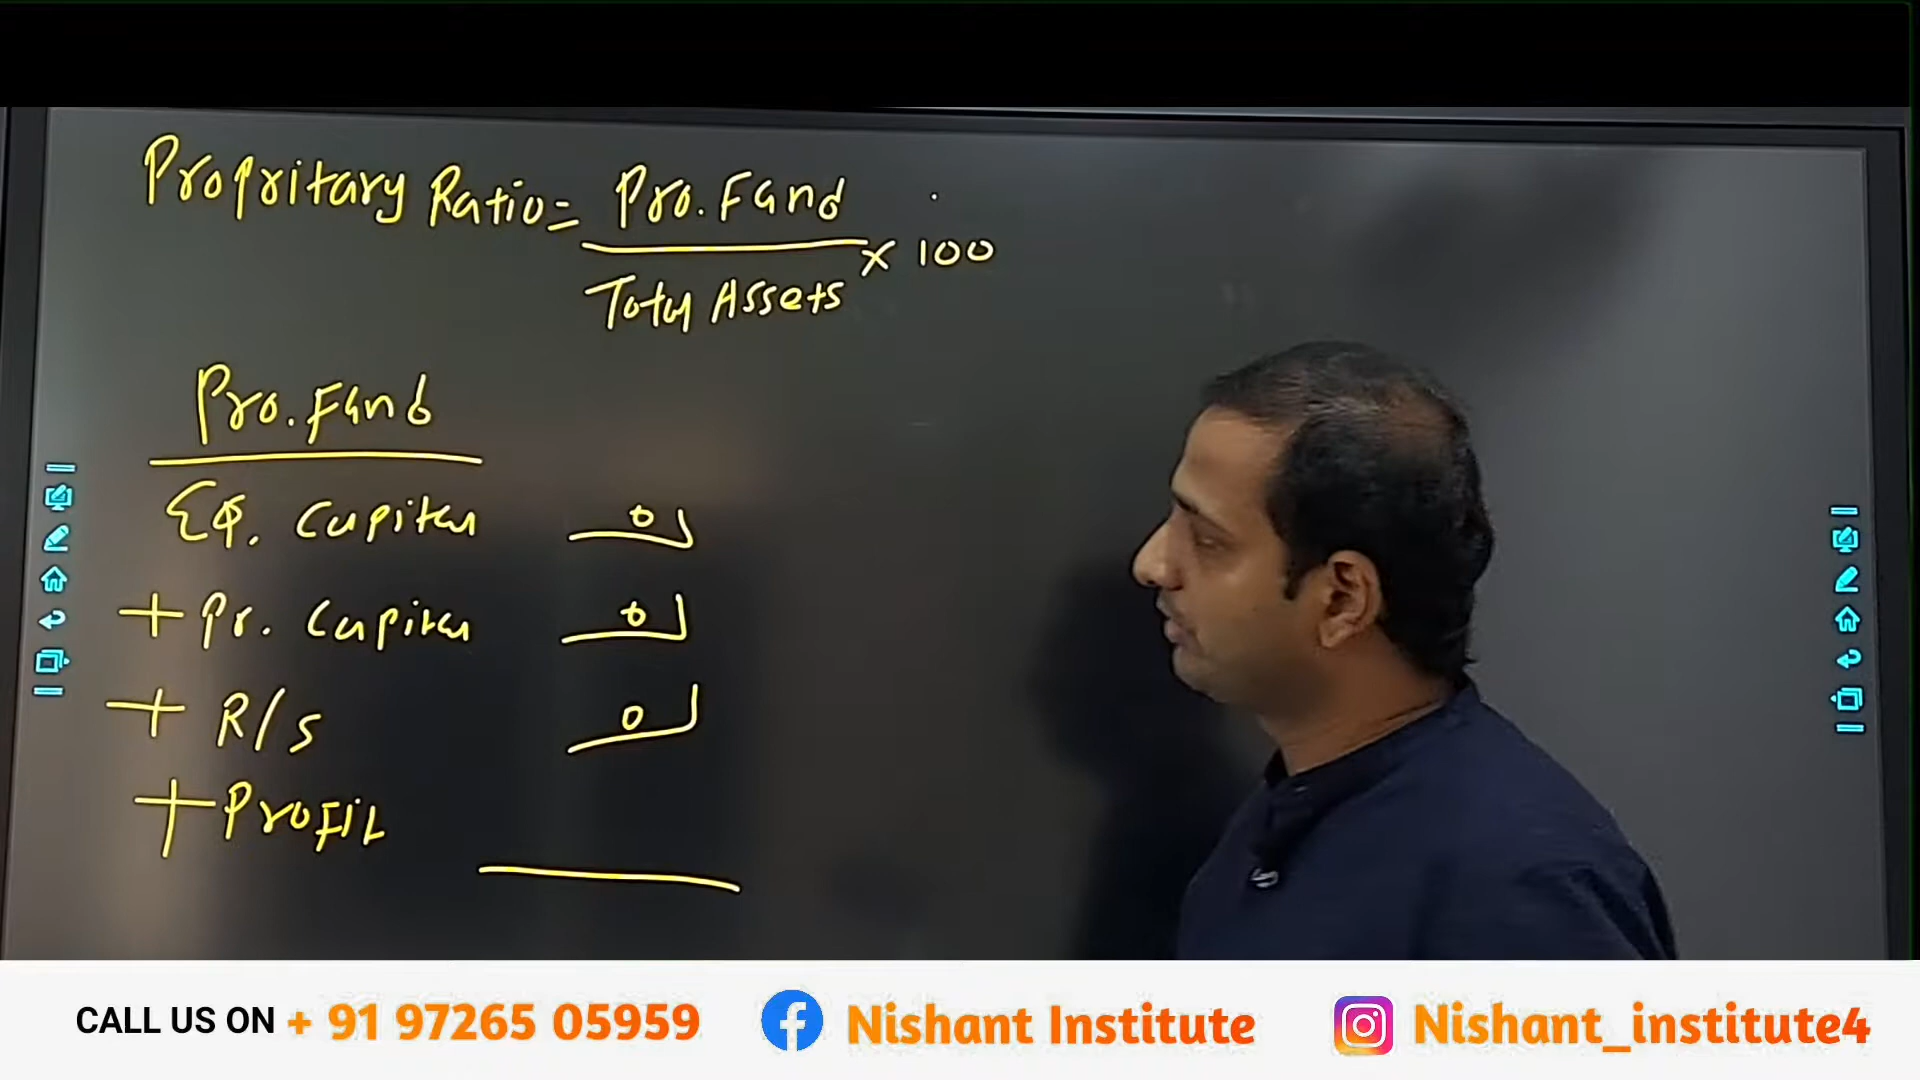 Propritary Ratio = Pro. Fund
Total Assets × 100
Pro. Fund
Eq. Capital
+ Pr. Capital
+ R/S
+ Profit
CALL US ON + 91 97265 05959 Nishant Institute Nishant_institute4